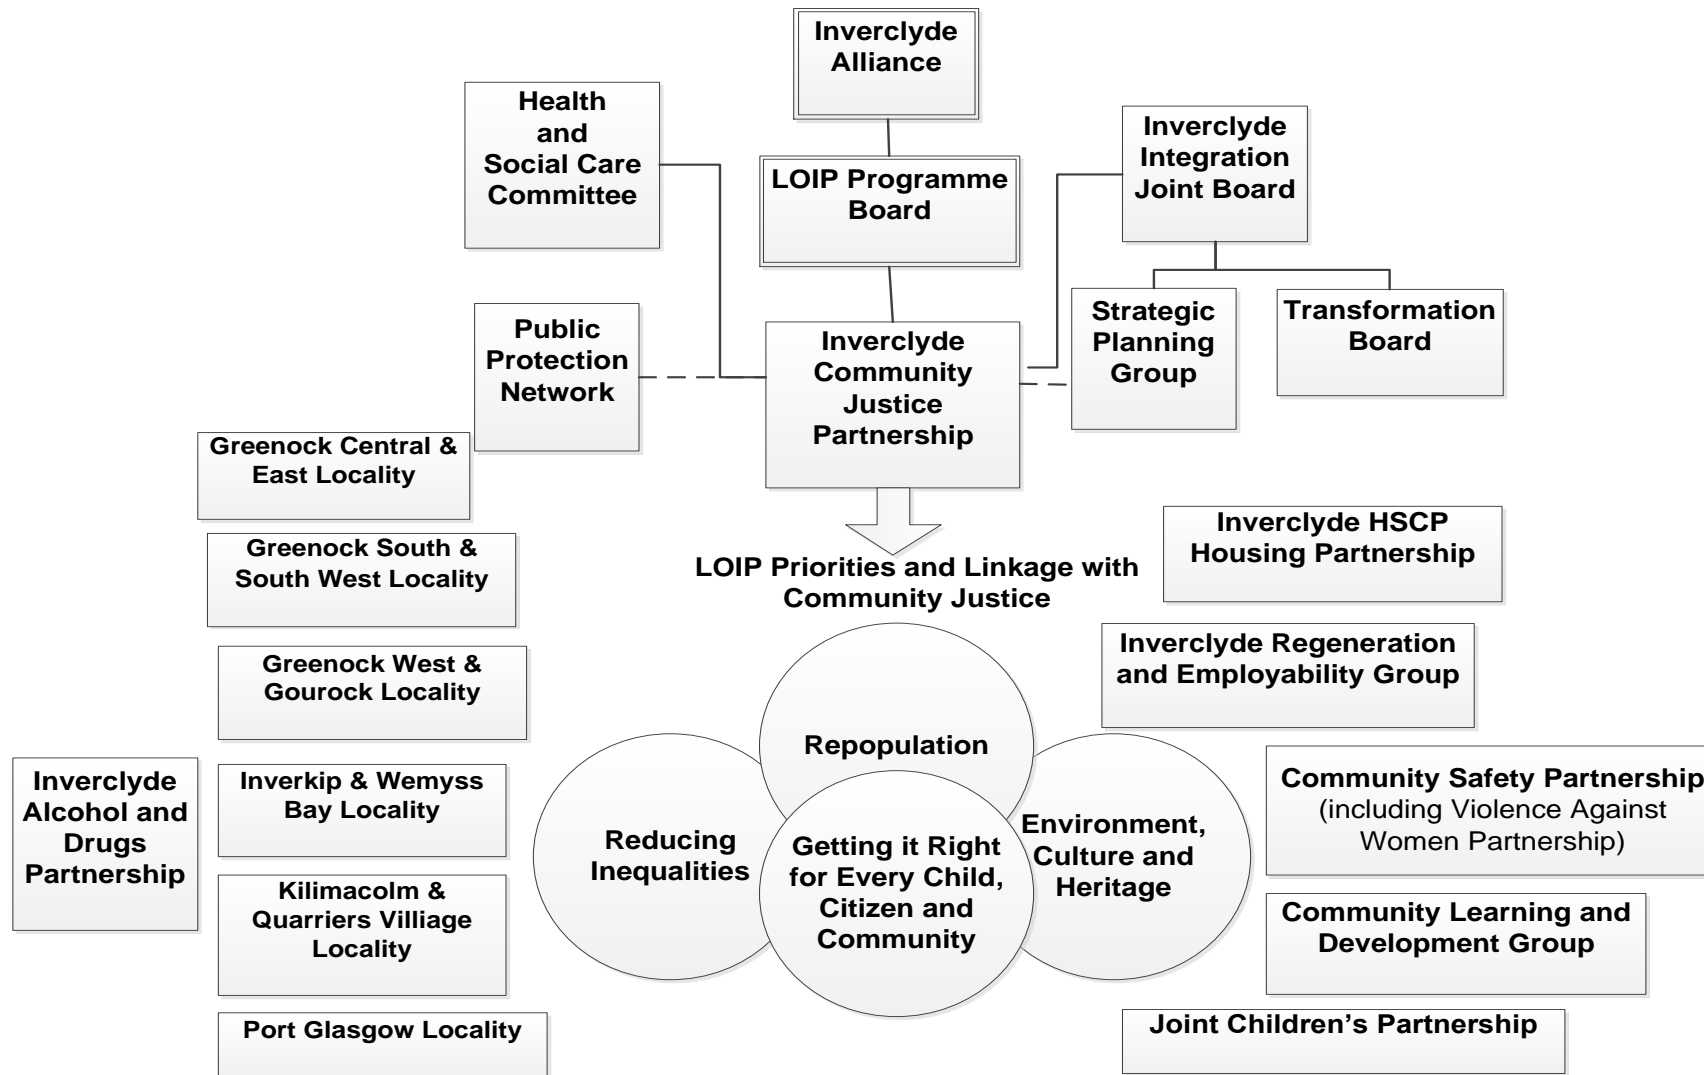 Inverclyde
Alliance
Health
and
Social Care
Committee
LOIP Programme
Board
Inverclyde
Integration
Joint Board
Public
Protection
Network
Inverclyde
Community
Justice
Partnership
Strategic
Planning
Group
Transformation
Board
Greenock Central &
East Locality
Greenock South &
South West Locality
Greenock West &
Gourock Locality
Inverclyde
Alcohol and
Drugs
Partnership
Inverkip & Wemyss
Bay Locality
Kilimacolm &
Quarriers Villiage
Locality
Port Glasgow Locality
LOIP Priorities and Linkage with
Community Justice
Repopulation
Reducing
Inequalities
Getting it Right
for Every Child,
Citizen and
Community
Environment,
Culture and
Heritage
Inverclyde HSCP
Housing Partnership
Inverclyde Regeneration
and Employability Group
Community Safety Partnership
(including Violence Against
Women Partnership)
Community Learning and
Development Group
Joint Children’s Partnership